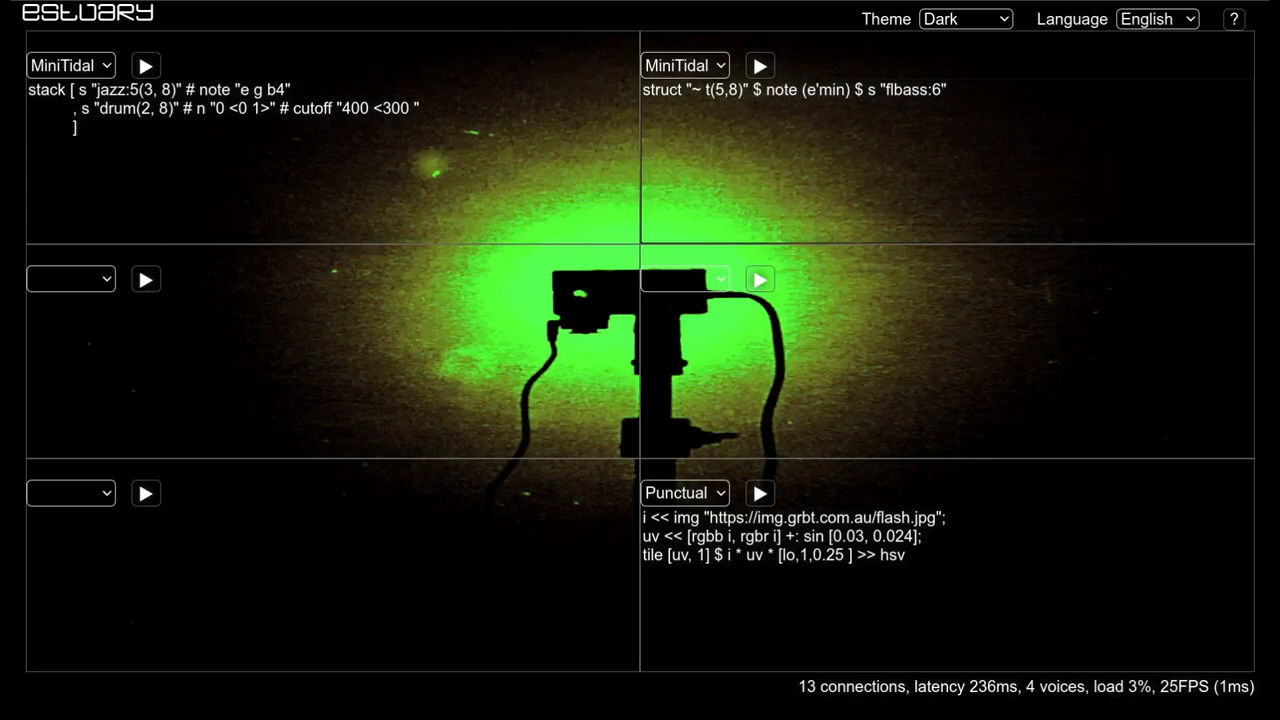 estuary
Theme Dark Language English ?
MiniTidal
stack [ s "jazz:5(3, 8)" # note "e g b4"
, s "drum(2, 8)" # n "0 <0 1>" # cutoff "400 <300 "
]
MiniTidal
struct "~ t(5,8)" $ note (e'min) $ s "flbass:6"
Punctual
i << img "https://img.grbt.com.au/flash.jpg";
uv << [rgbb i, rgbr i] +: sin [0.03, 0.024];
tile [uv, 1] $ i * uv * [lo,1,0.25 ] >> hsv
13 connections, latency 236ms, 4 voices, load 3%, 25FPS (1ms)